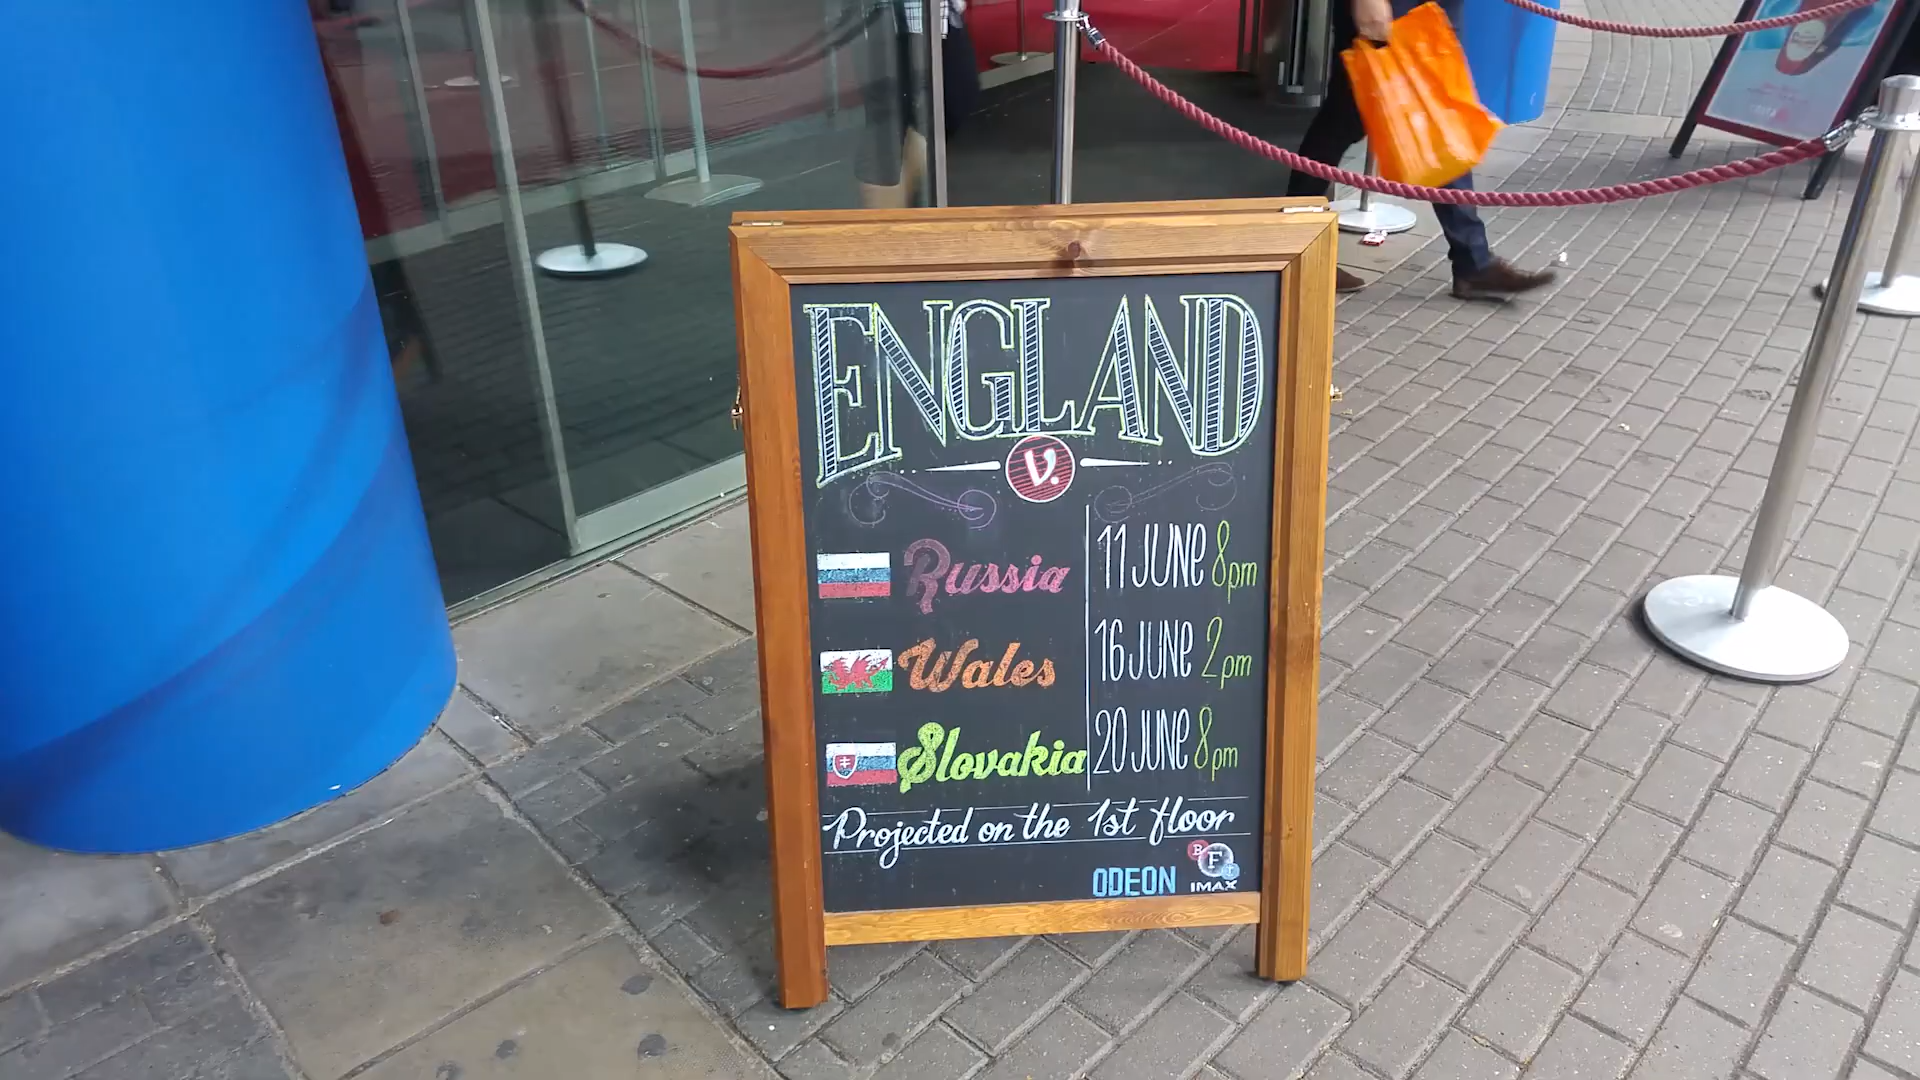 ENGLAND
V.
Russia 11 JUNE 8pm
Wales 16 JUNE 2pm
Slovakia 20 JUNE 8pm
Projected on the 1st floor
ODEON BFI
IMAX